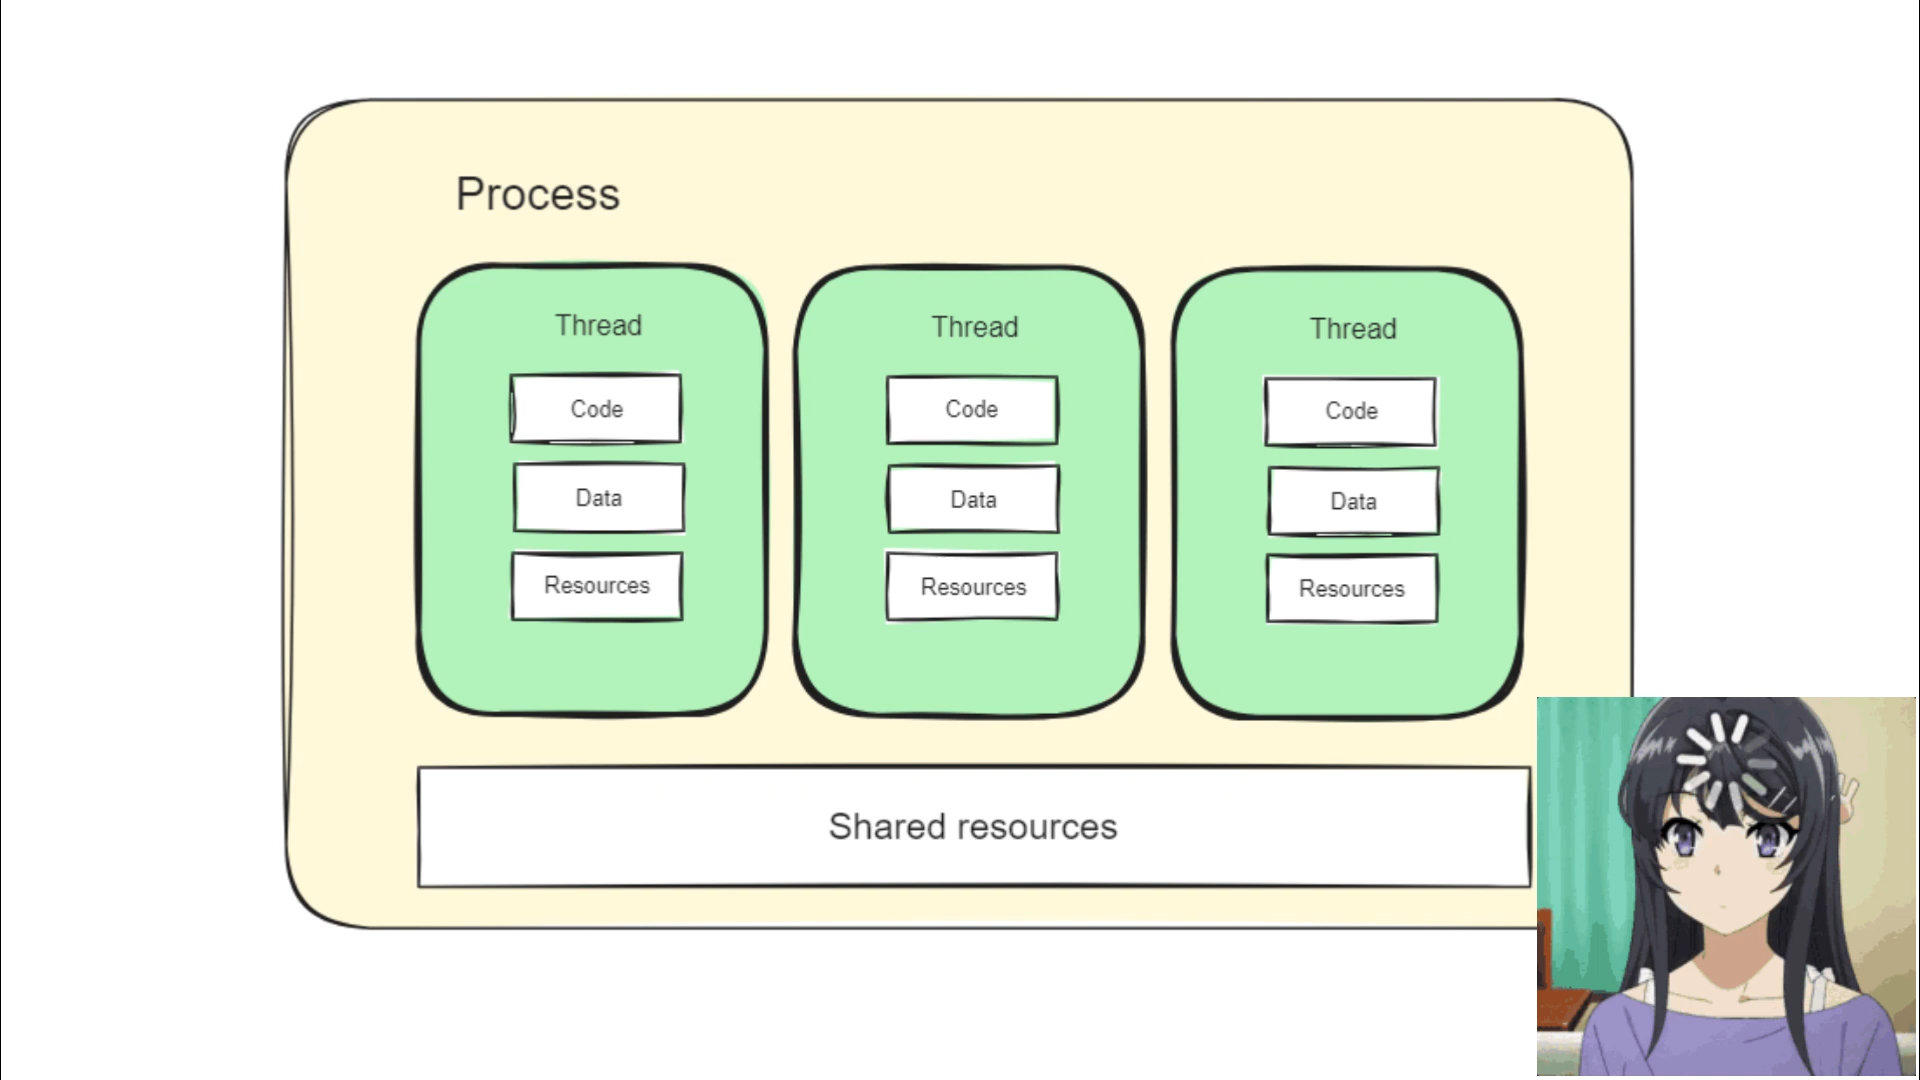 Process
Thread
Code
Data
Resources
Thread
Code
Data
Resources
Thread
Code
Data
Resources
Shared resources